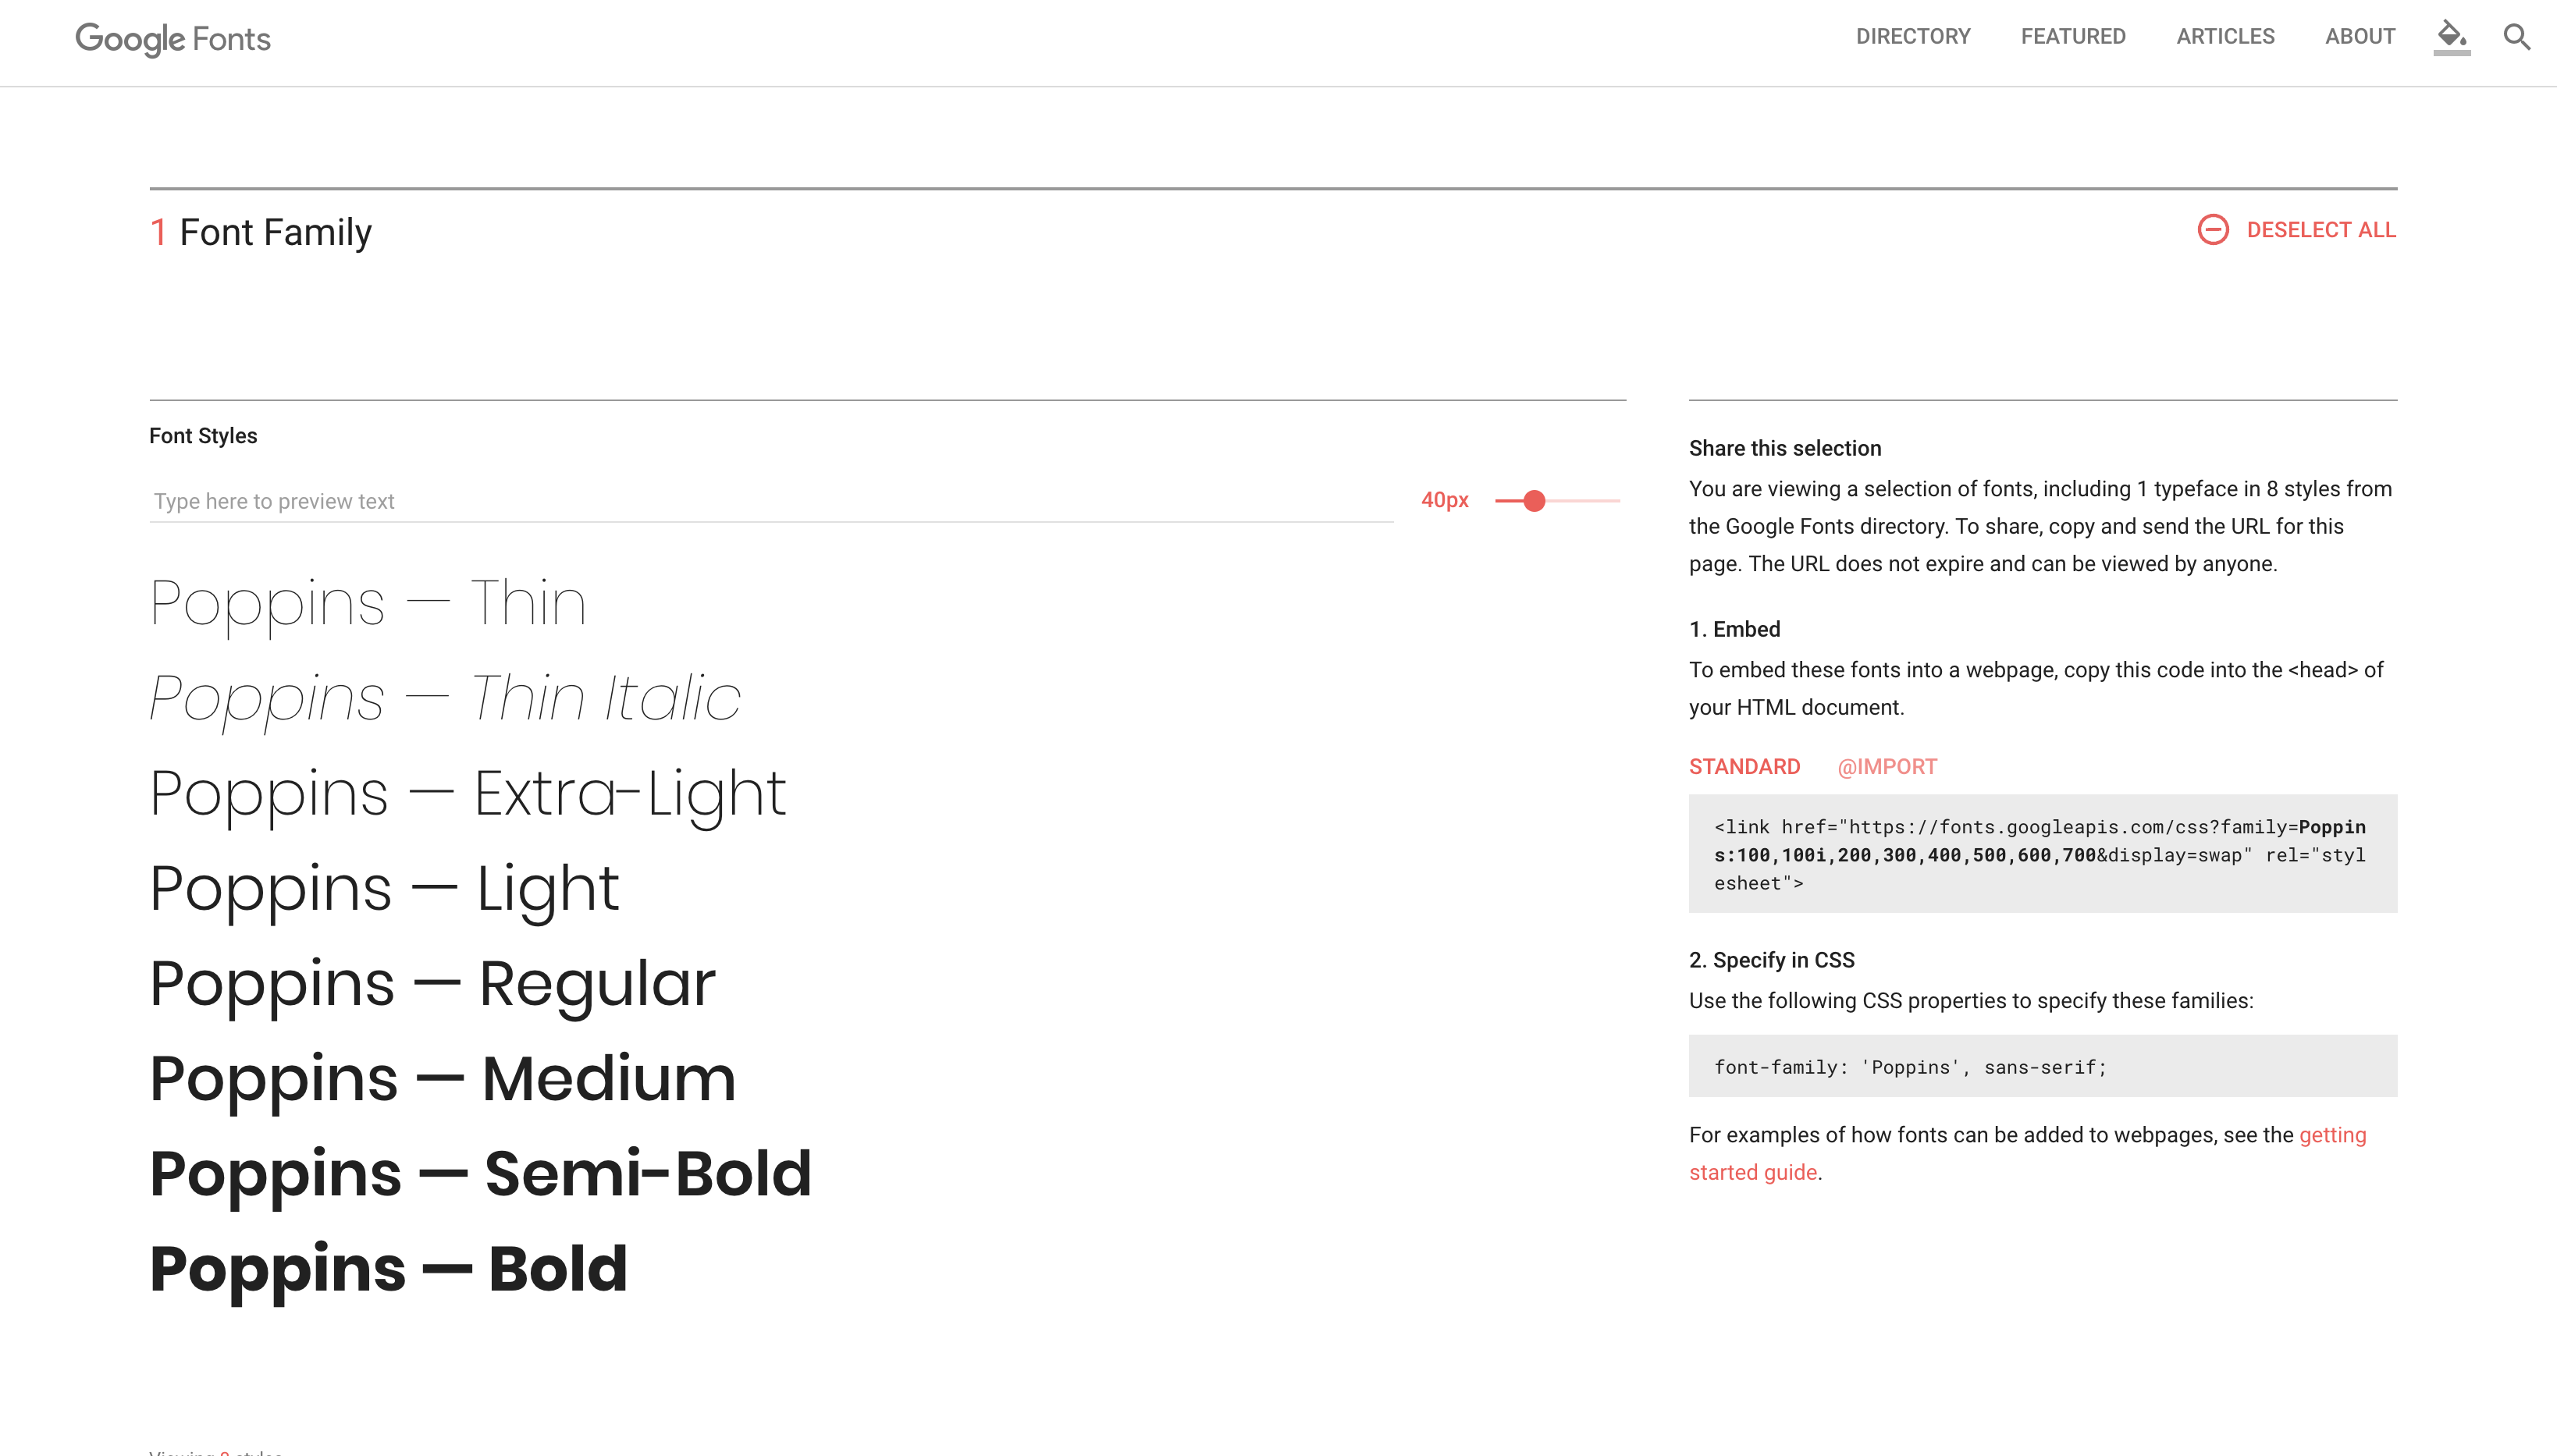 Google Fonts
DIRECTORY FEATURED ARTICLES ABOUT
1 Font Family
DESELECT ALL
Font Styles
Type here to preview text
40px
Poppins — Thin
Poppins — Thin Italic
Poppins — Extra-Light
Poppins — Light
Poppins — Regular
Poppins — Medium
Poppins — Semi-Bold
Poppins — Bold
Share this selection
You are viewing a selection of fonts, including 1 typeface in 8 styles from
the Google Fonts directory. To share, copy and send the URL for this
page. The URL does not expire and can be viewed by anyone.
1. Embed
To embed these fonts into a webpage, copy this code into the <head> of
your HTML document.
STANDARD @IMPORT
<link href="https://fonts.googleapis.com/css?family=Poppin
s:100,100i,200,300,400,500,600,700&display=swap" rel="styl
esheet">
2. Specify in CSS
Use the following CSS properties to specify these families:
font-family: 'Poppins', sans-serif;
For examples of how fonts can be added to webpages, see the getting
started guide.